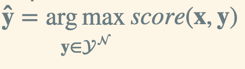 ŷ = arg max score(x, y)
y∈𝒴^𝒩